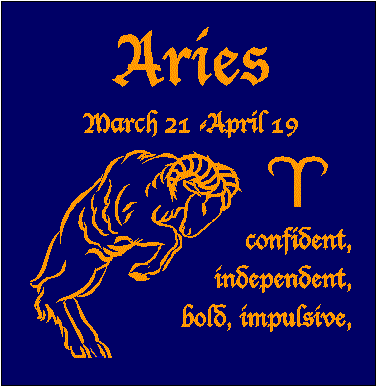 Aries
March 21 - April 19
confident,
independent,
bold, impulsive,